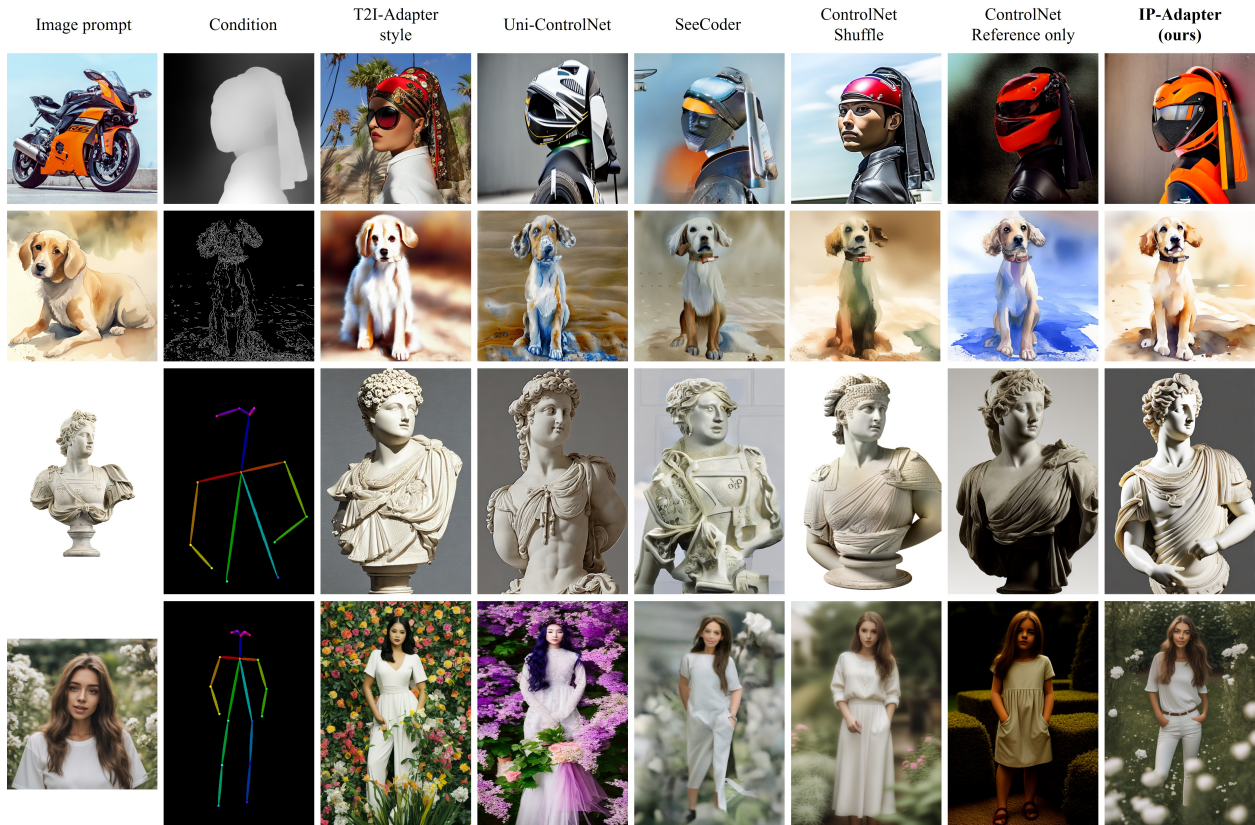 Image prompt
Condition
T2I-Adapter
style
Uni-ControlNet
SeeCoder
ControlNet
Shuffle
ControlNet
Reference only
IP-Adapter
(ours)